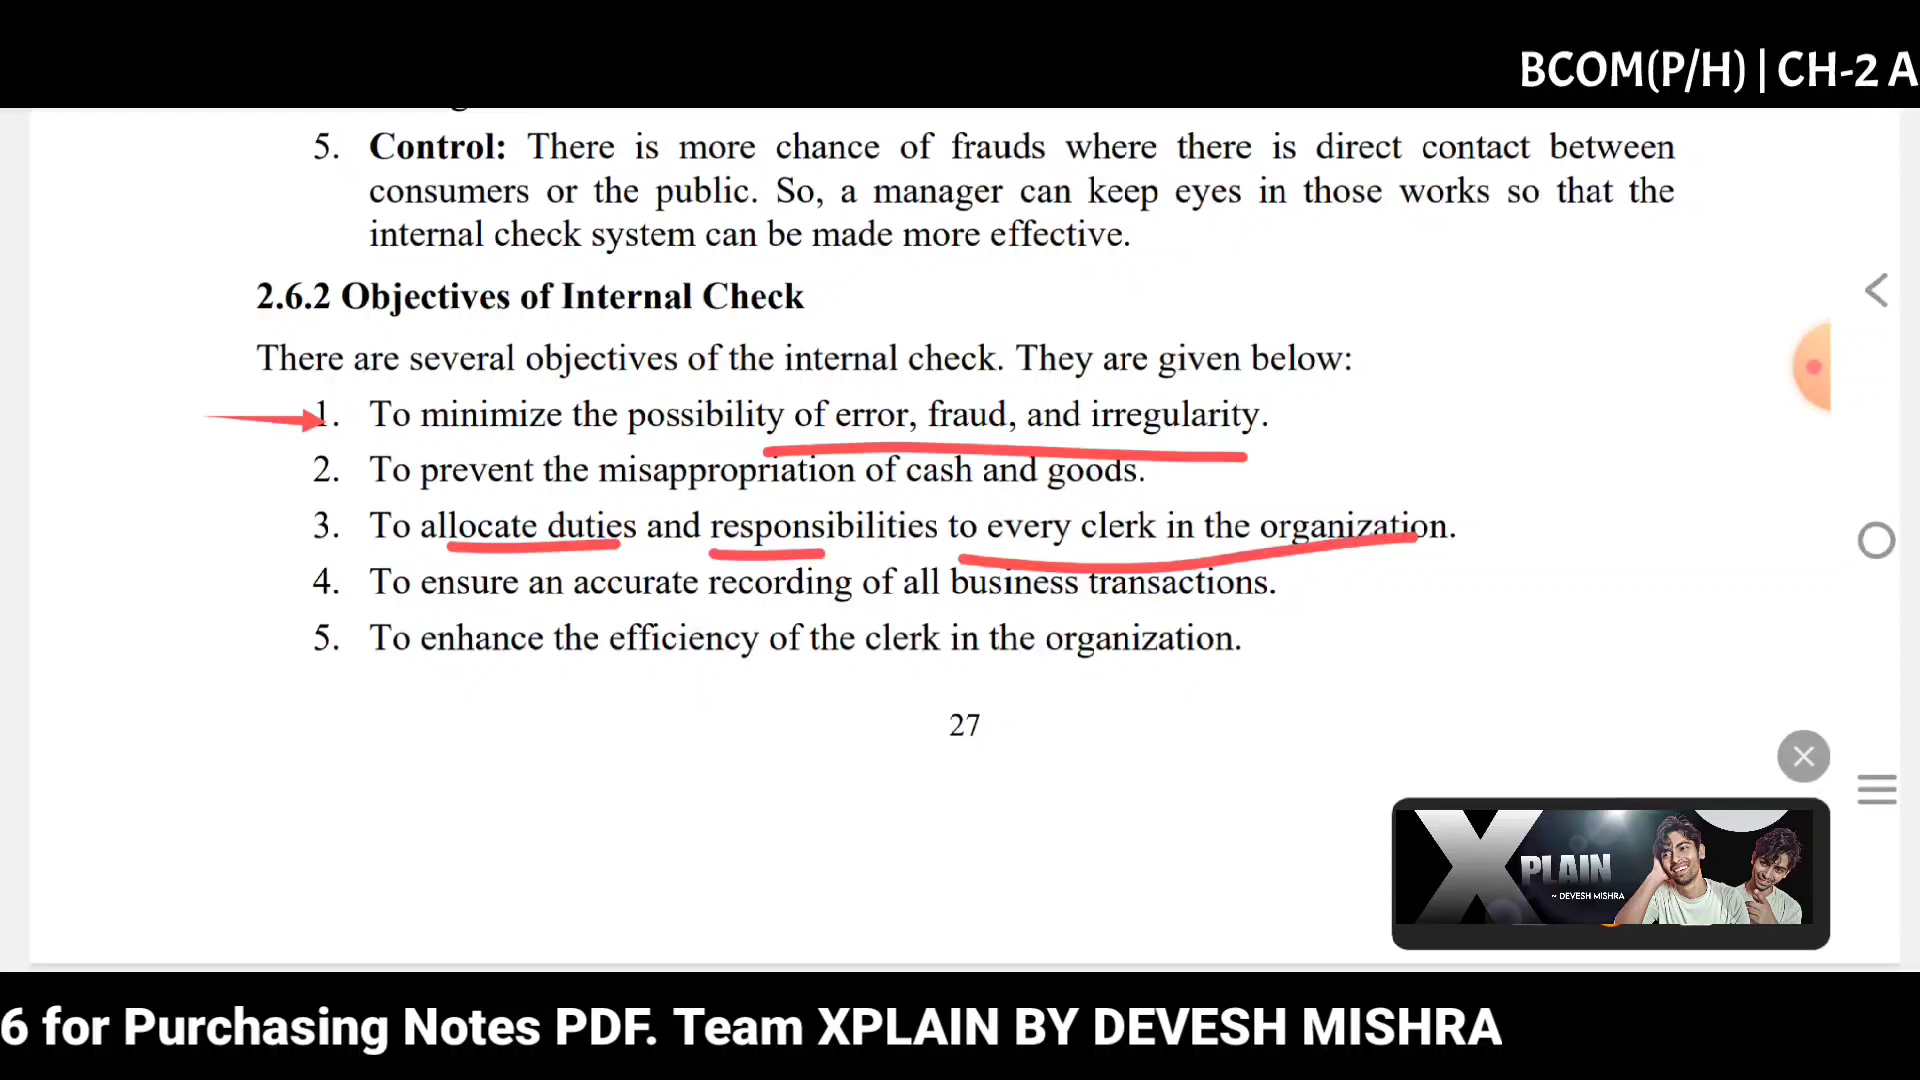 BCOM(P/H) | CH-2 A
5. Control: There is more chance of frauds where there is direct contact between
consumers or the public. So, a manager can keep eyes in those works so that the
internal check system can be made more effective.
2.6.2 Objectives of Internal Check
There are several objectives of the internal check. They are given below:
1. To minimize the possibility of error, fraud, and irregularity.
2. To prevent the misappropriation of cash and goods.
3. To allocate duties and responsibilities to every clerk in the organization.
4. To ensure an accurate recording of all business transactions.
5. To enhance the efficiency of the clerk in the organization.
27
XPLAIN
~ DEVESH MISHRA
6 for Purchasing Notes PDF. Team XPLAIN BY DEVESH MISHRA